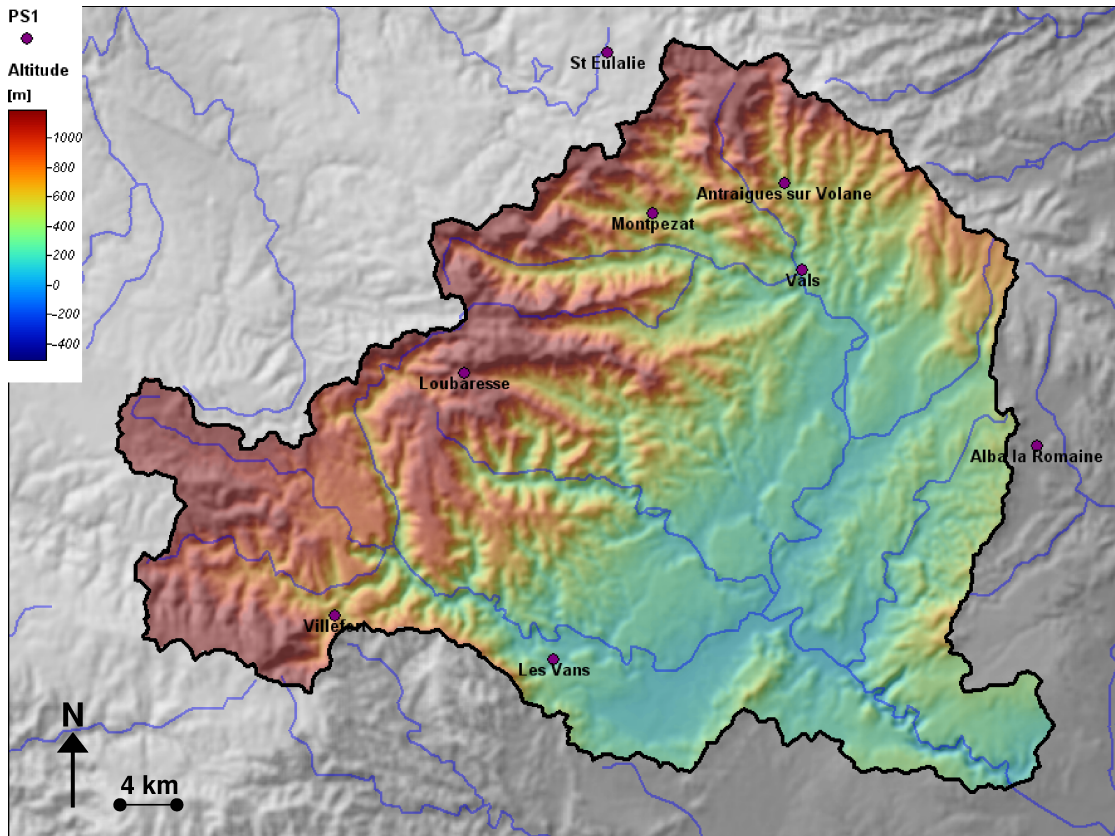 PS1
Altitude
[m]
1000
800
600
400
200
0
-200
-400
St Eulalie
Antraigues sur Volane
Montpezat
Vals
Loubaresse
Alba la Romaine
Villefort
Les Vans
N
4 km